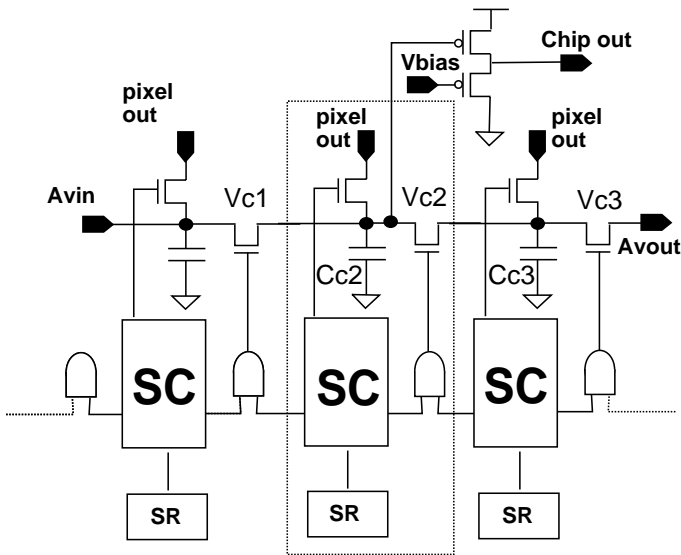 Chip out
Vbias
pixel
out
pixel
out
pixel
out
Avin
Vc1
Vc2
Vc3
Avout
Cc2
Cc3
SC
SC
SC
SR
SR
SR